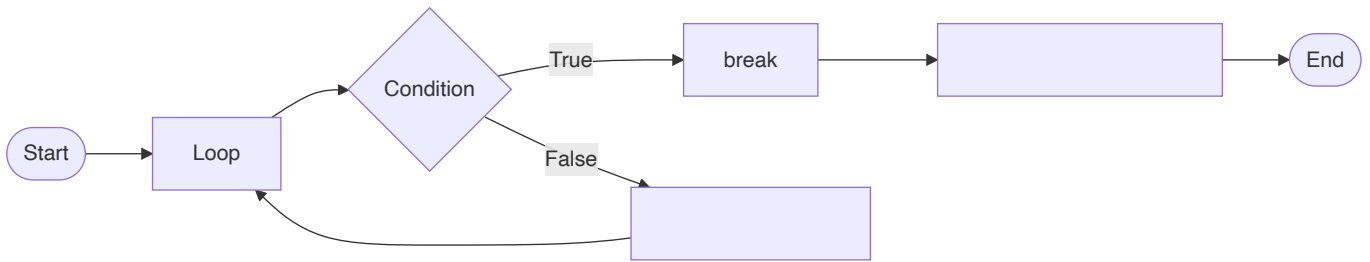 Start
Loop
Condition
True
False
break
End